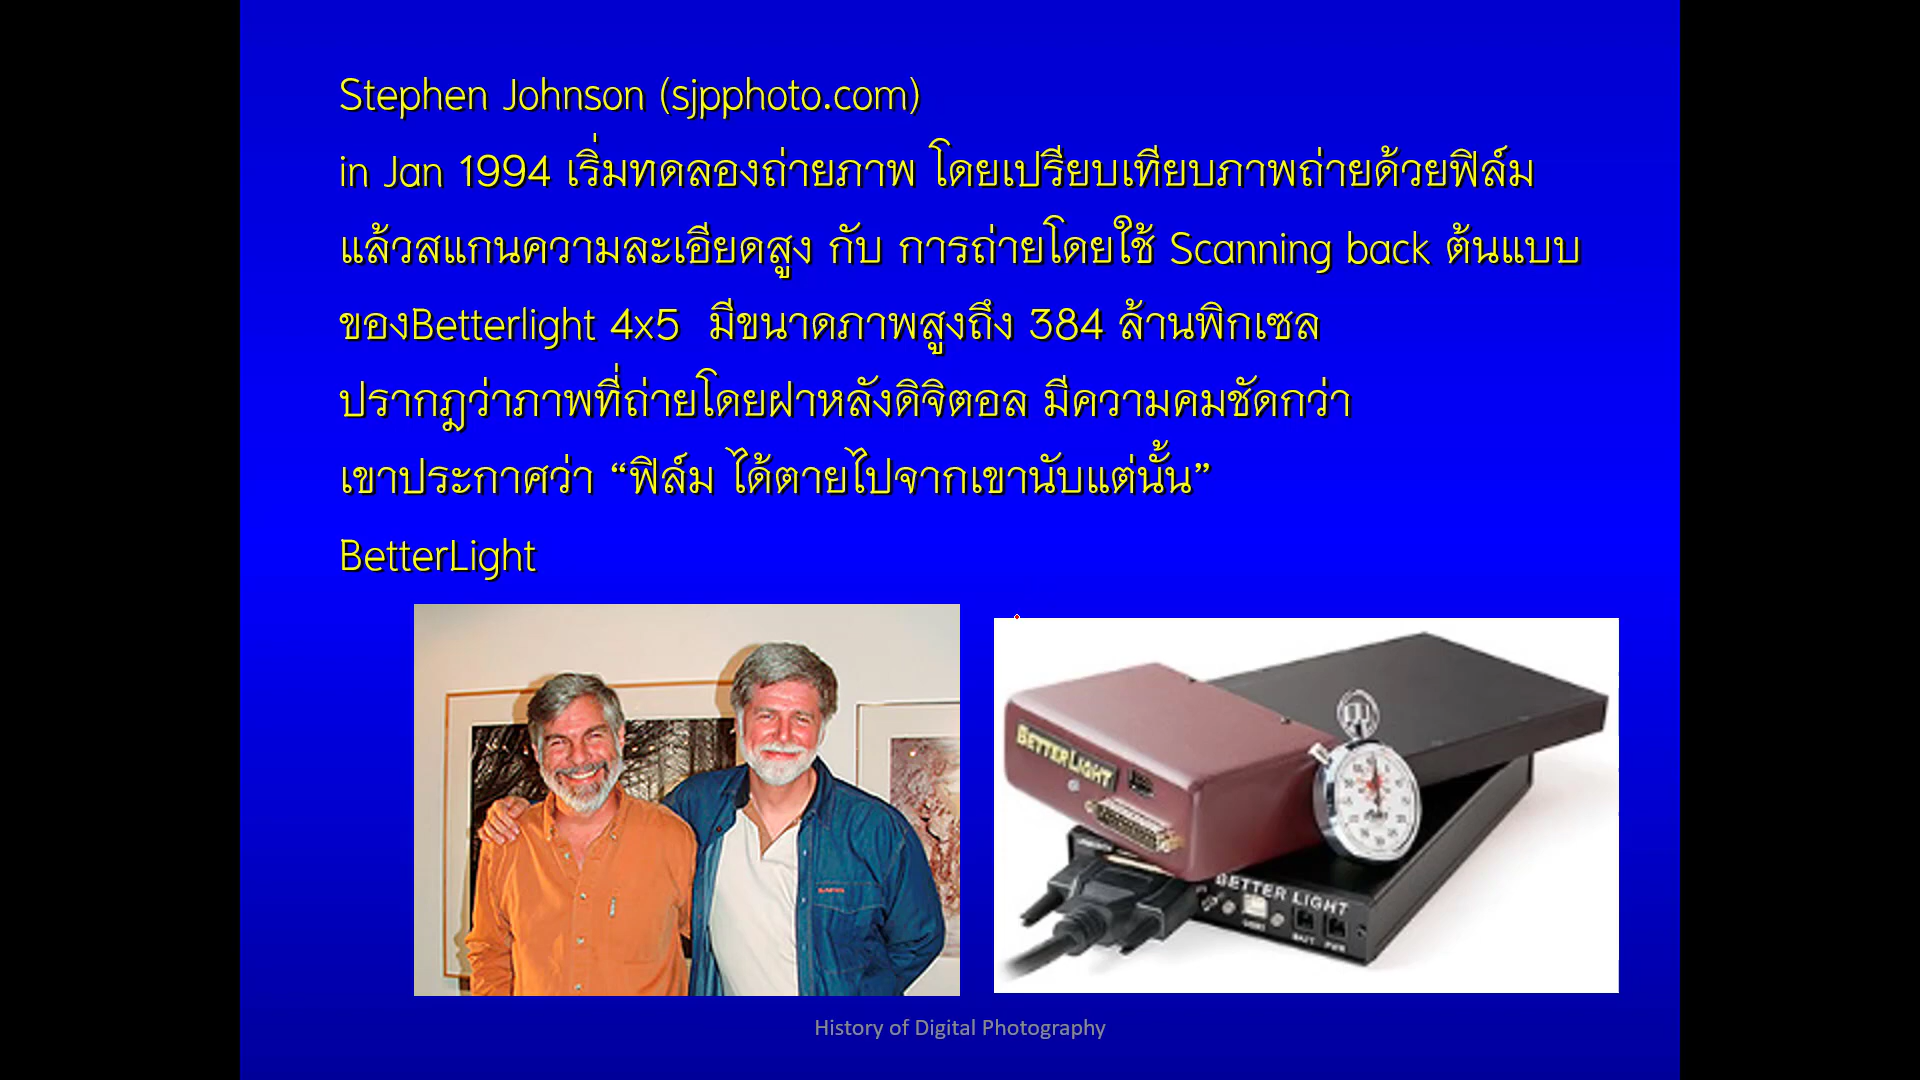 Stephen Johnson (sjpphoto.com)
in Jan 1994 เริ่มทดลองถ่ายภาพ โดยเปรียบเทียบภาพถ่ายด้วยฟิล์ม
แล้วสแกนความละเอียดสูง กับ การถ่ายโดยใช้ Scanning back ต้นแบบ
ของBetterlight 4x5 มีขนาดภาพสูงถึง 384 ล้านพิกเซล
ปรากฎว่าภาพที่ถ่ายโดยฝาหลังดิจิตอล มีความคมชัดกว่า
เขาประกาศว่า “ฟิล์ม ได้ตายไปจากเขานับแต่นั้น”
BetterLight
BETTERLIGHT
BETTER LIGHT
BATT PWR
History of Digital Photography